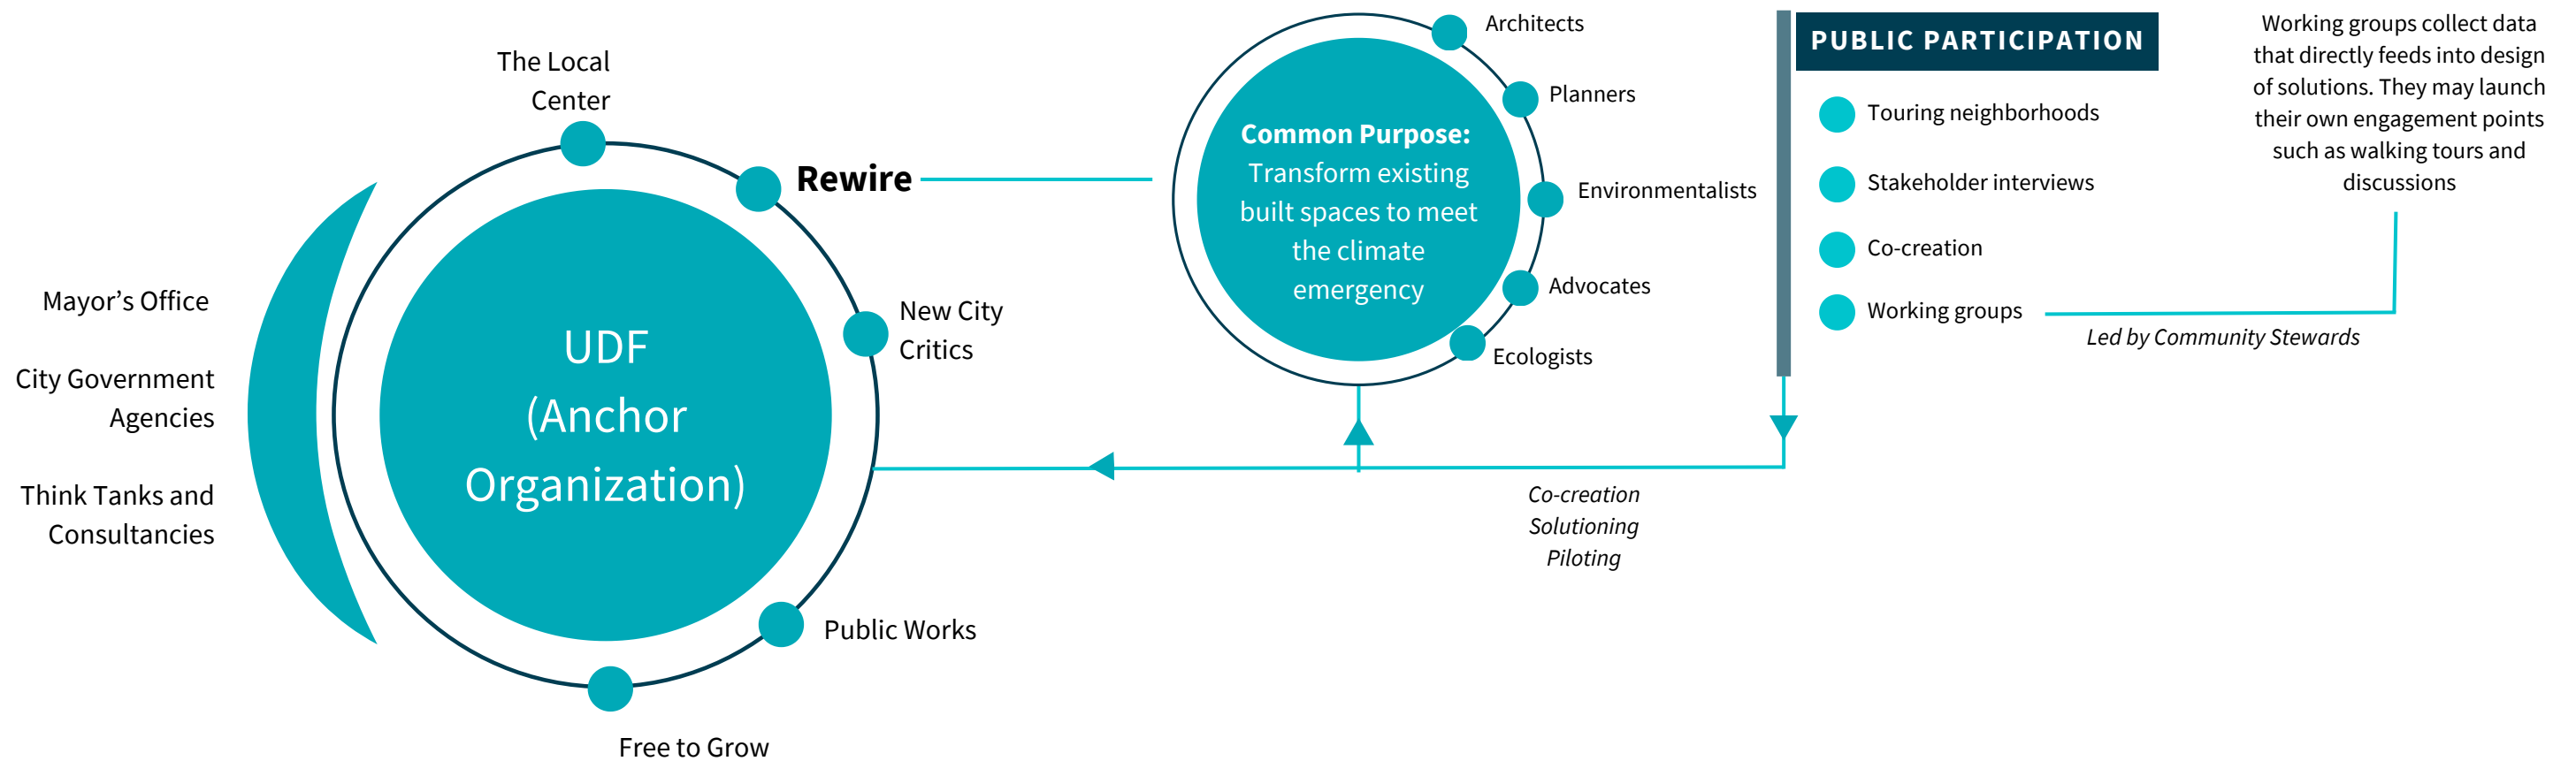 The Local
Center
Rewire
New City
Critics
Public Works
Free to Grow
Mayor’s Office
City Government
Agencies
Think Tanks and
Consultancies
UDF
(Anchor
Organization)
Common Purpose:
Transform existing
built spaces to meet
the climate
emergency
Architects
Planners
Environmentalists
Advocates
Ecologists
PUBLIC PARTICIPATION
Touring neighborhoods
Stakeholder interviews
Co-creation
Working groups
Led by Community Stewards
Working groups collect data
that directly feeds into design
of solutions. They may launch
their own engagement points
such as walking tours and
discussions
Co-creation
Solutioning
Piloting